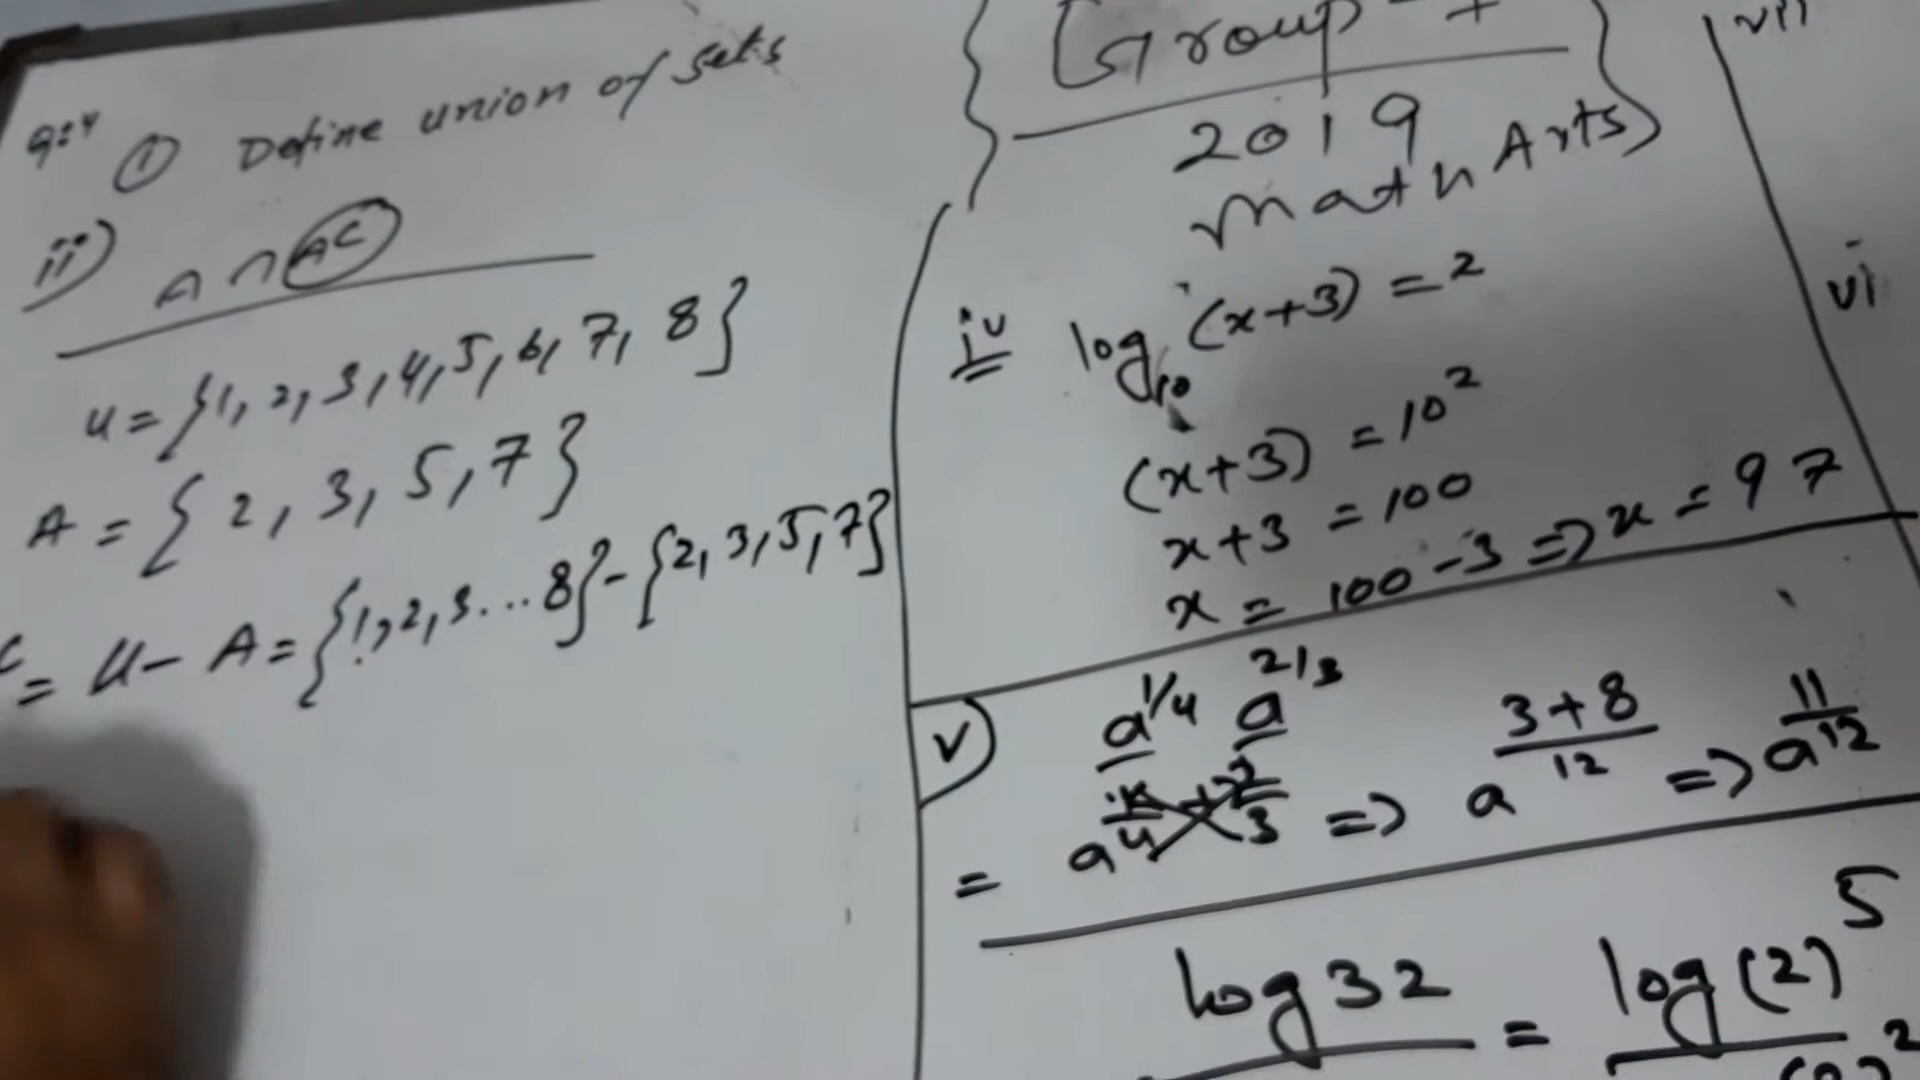 Q:4 ① Define union of sets
ii) A ∩ Aᶜ
U = {1, 2, 3, 4, 5, 6, 7, 8}
A = { 2, 3, 5, 7 }
c = U - A = {1, 2, 3 ... 8} - {2, 3, 5, 7}
Group -
2019
Math Arts)
iv log₁₀ (x+3) = 2
(x+3) = 10²
x+3 = 100
x = 100 - 3 => x = 97
v) a^1/4 a^2/3
= a^1/4 + 2/3 => a^(3+8)/12 => a^11/12
log 32 = log (2)^5
vii
vi